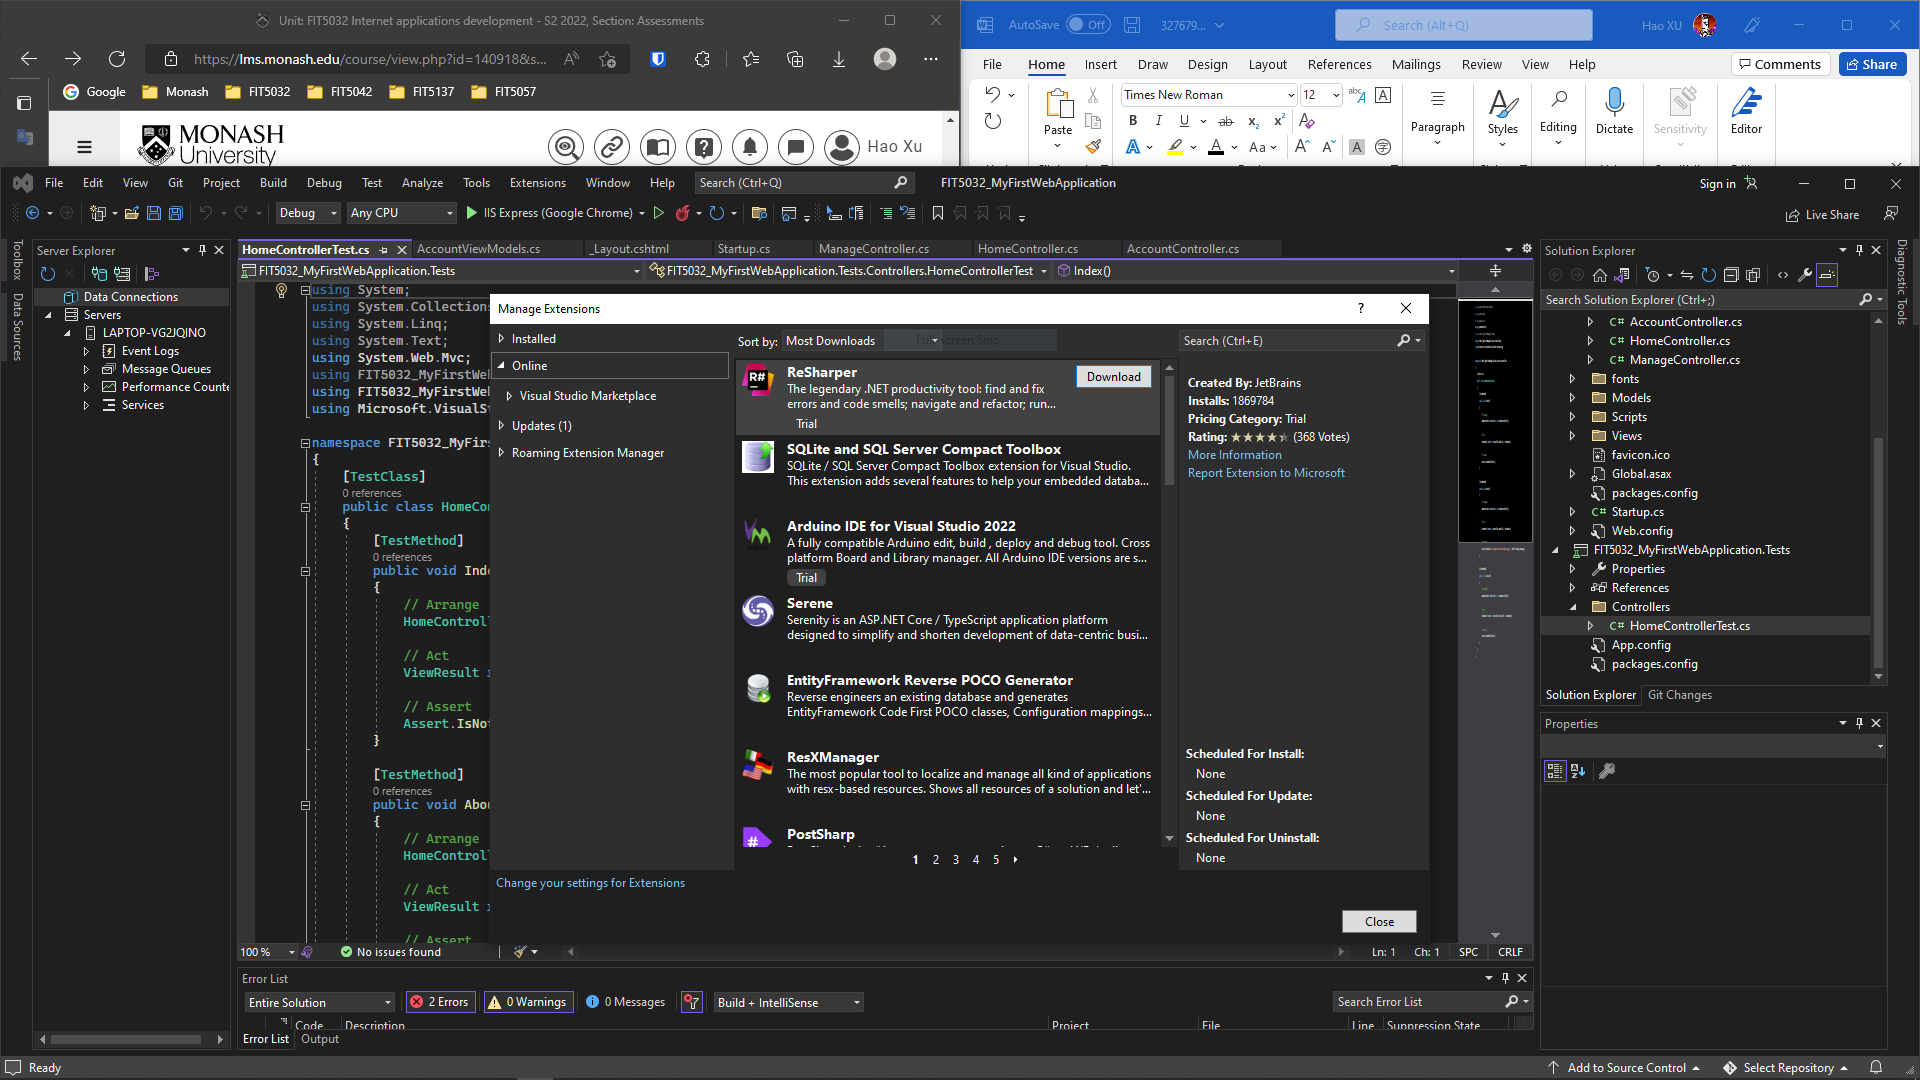 Unit: FIT5032 Internet applications development - S2 2022, Section: Assessments
https://lms.monash.edu/course/view.php?id=140918&s...
Google Monash FIT5032 FIT5042 FIT5137 FIT5057
MONASH
University
Hao Xu
AutoSave Off 327679... Search (Alt+Q) Hao XU
File Home Insert Draw Design Layout References Mailings Review View Help Comments Share
Times New Roman 12
Paste Paragraph Styles Editing Dictate Sensitivity Editor
File Edit View Git Project Build Debug Test Analyze Tools Extensions Window Help Search (Ctrl+Q) FIT5032_MyFirstWebApplication Sign in
Debug Any CPU IIS Express (Google Chrome) Live Share
Toolbox
Data Sources
Server Explorer
Data Connections
Servers
LAPTOP-VG2JQINO
Event Logs
Message Queues
Performance Counte
Services
HomeControllerTest.cs AccountViewModels.cs _Layout.cshtml Startup.cs ManageController.cs HomeController.cs AccountController.cs
FIT5032_MyFirstWebApplication.Tests FIT5032_MyFirstWebApplication.Tests.Controllers.HomeControllerTest Index()
using System;
using System.Collection
using System.Linq;
using System.Text;
using System.Web.Mvc;
using FIT5032_MyFirstWe
using FIT5032_MyFirstWe
using Microsoft.VisualS
namespace FIT5032_MyFirs
{
[TestClass]
0 references
public class HomeCo
{
[TestMethod]
0 references
public void Inde
{
// Arrange
HomeControll
// Act
ViewResult
// Assert
Assert.IsNot
}
[TestMethod]
0 references
public void Abou
{
// Arrange
HomeControll
// Act
ViewResult
// Assert
Manage Extensions
Installed
Online
Visual Studio Marketplace
Updates (1)
Roaming Extension Manager
Sort by: Most Downloads
Search (Ctrl+E)
ReSharper
Download
The legendary .NET productivity tool: find and fix
errors and code smells; navigate and refactor; run...
Trial
SQLite and SQL Server Compact Toolbox
SQLite / SQL Server Compact Toolbox extension for Visual Studio.
This extension adds several features to help your embedded databa...
Arduino IDE for Visual Studio 2022
A fully compatible Arduino edit, build , deploy and debug tool. Cross
platform Board and Library manager. All Arduino IDE versions are s...
Trial
Serene
Serenity is an ASP.NET Core / TypeScript application platform
designed to simplify and shorten development of data-centric busi...
EntityFramework Reverse POCO Generator
Reverse engineers an existing database and generates
EntityFramework Code First POCO classes, Configuration mappings...
ResXManager
The most popular tool to localize and manage all kind of applications
with resx-based resources. Shows all resources of a solution and let'...
PostSharp
1 2 3 4 5
Created By: JetBrains
Installs: 1869784
Pricing Category: Trial
Rating: (368 Votes)
More Information
Report Extension to Microsoft
Scheduled For Install:
None
Scheduled For Update:
None
Scheduled For Uninstall:
None
Change your settings for Extensions
Close
100 % No issues found Ln: 1 Ch: 1 SPC CRLF
Error List
Entire Solution 2 Errors 0 Warnings 0 Messages Build + IntelliSense Search Error List
Code Description Project File Line Suppression State
Error List Output
Solution Explorer
Search Solution Explorer (Ctrl+;)
C# AccountController.cs
C# HomeController.cs
C# ManageController.cs
fonts
Models
Scripts
Views
favicon.ico
Global.asax
packages.config
C# Startup.cs
Web.config
FIT5032_MyFirstWebApplication.Tests
Properties
References
Controllers
C# HomeControllerTest.cs
App.config
packages.config
Solution Explorer Git Changes
Properties
Diagnostic Tools
Ready Add to Source Control Select Repository